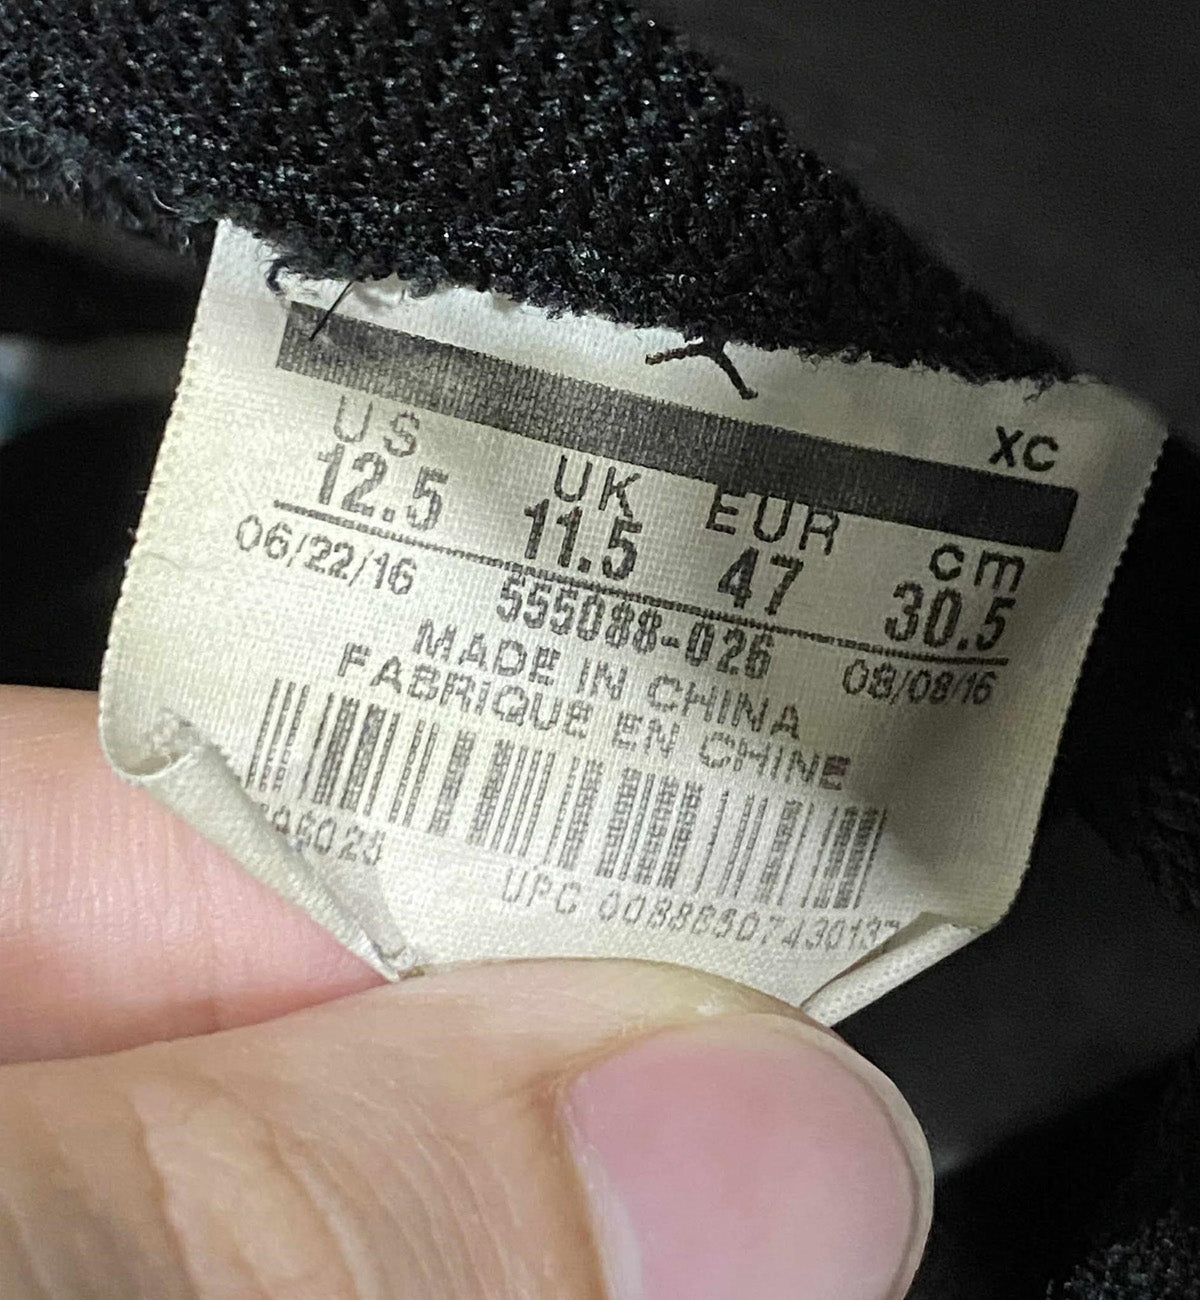 XC
US UK EUR cm
12.5 11.5 47 30.5
06/22/16 555088-026 08/08/16
MADE IN CHINA
FABRIQUE EN CHINE
UPC